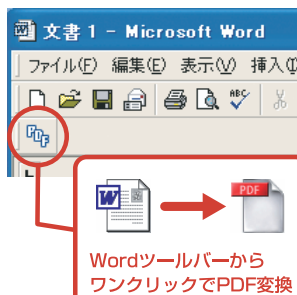 文書 1 - Microsoft Word
ファイル(F) 編集(E) 表示(V) 挿入(I
ABC
PDF
W
PDF
Wordツールバーから
ワンクリックでPDF変換